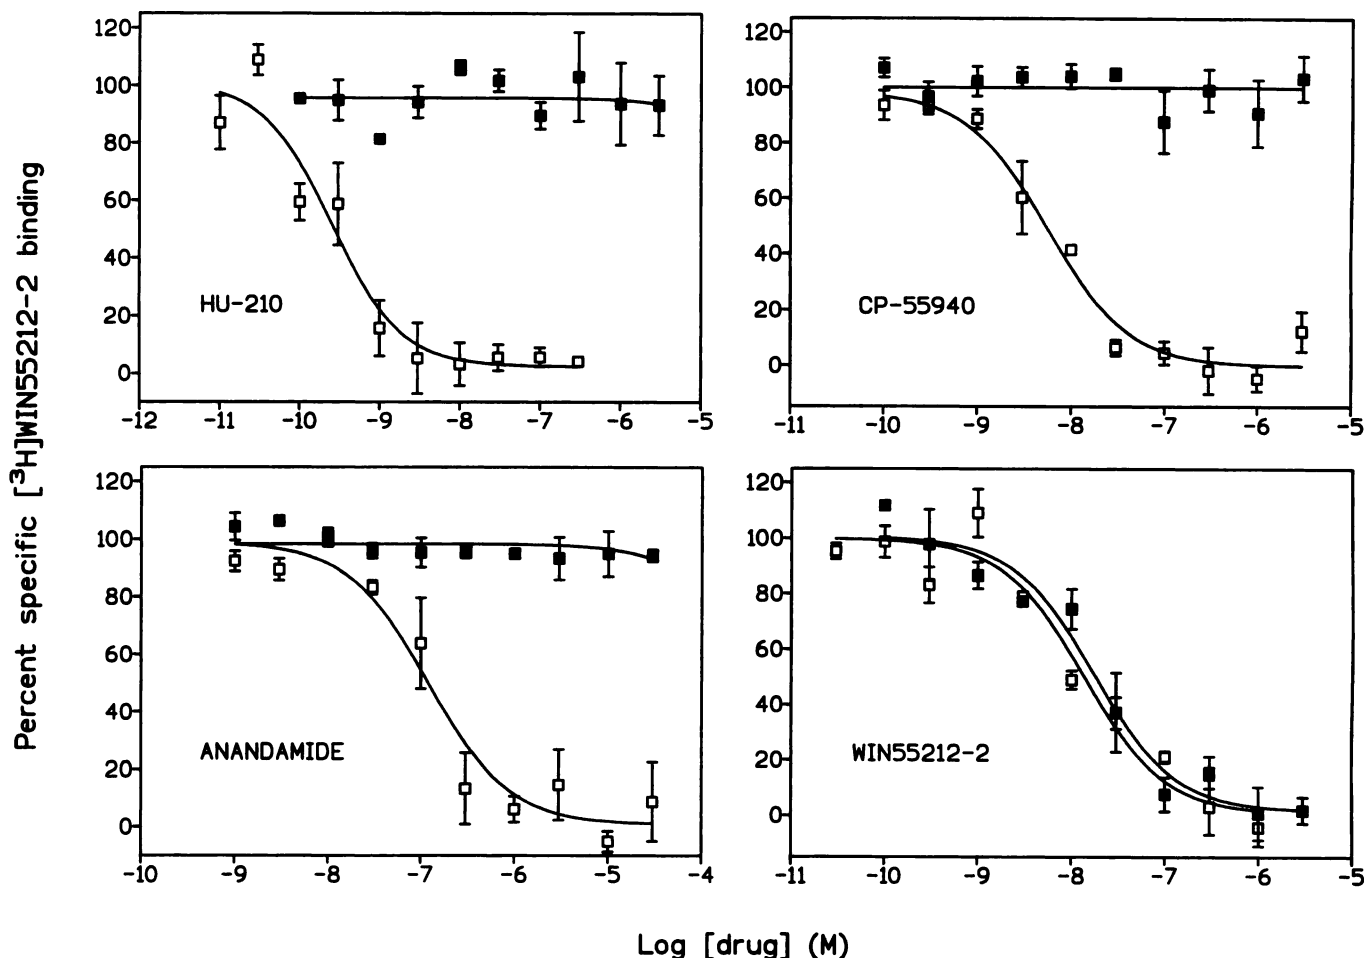 Percent specific [³H]WIN55212-2 binding
120
100
80
60
40
20
0
HU-210
-12 -11 -10 -9 -8 -7 -6 -5
120
100
80
60
40
20
0
CP-55940
-11 -10 -9 -8 -7 -6 -5
120
100
80
60
40
20
0
ANANDAMIDE
-10 -9 -8 -7 -6 -5 -4
120
100
80
60
40
20
0
WIN55212-2
-11 -10 -9 -8 -7 -6 -5
Log [drug] (M)